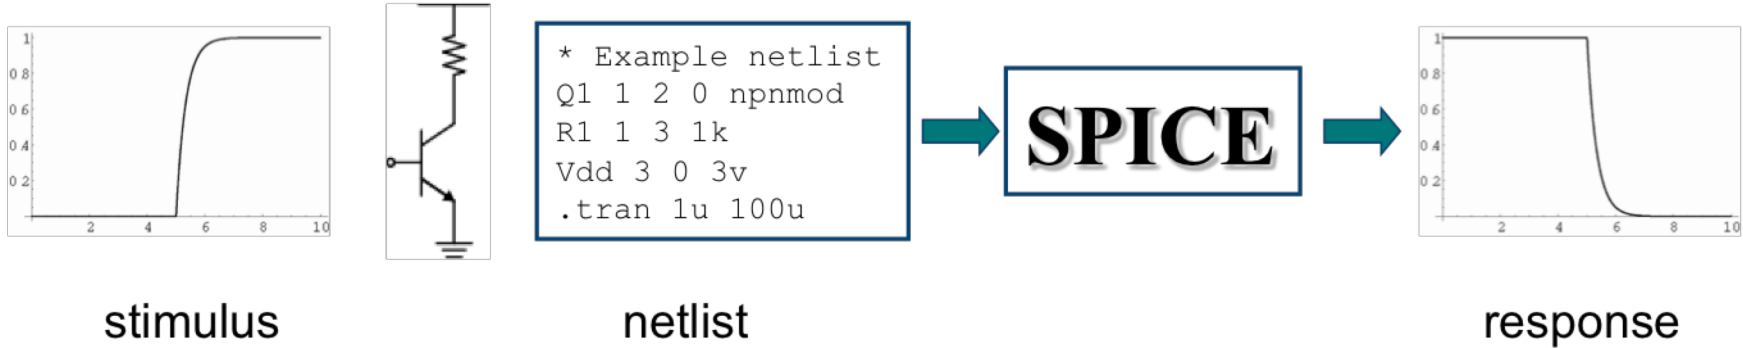 1
0 8
0 6
0 4
0 2
2 4 6 8 10
* Example netlist
Q1 1 2 0 npnmod
R1 1 3 1k
Vdd 3 0 3v
.tran 1u 100u
SPICE
1
0 8
0 6
0 4
0 2
2 4 6 8 10
stimulus
netlist
response